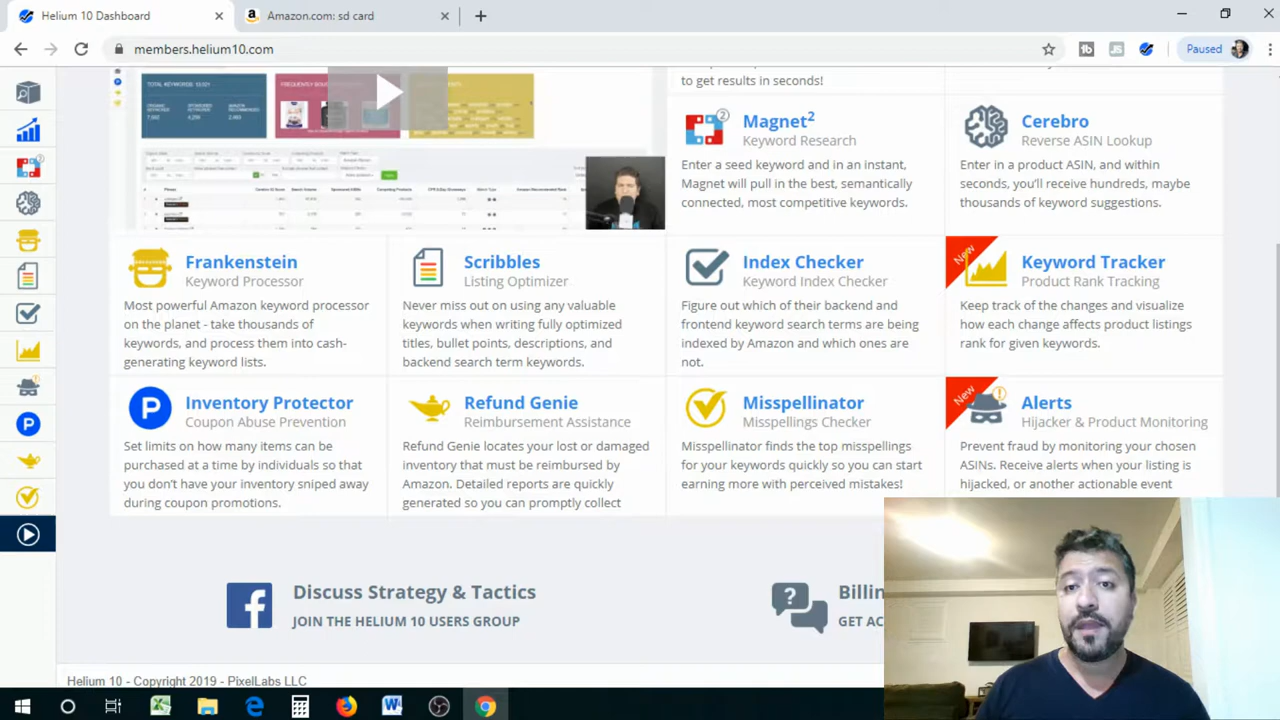 Helium 10 Dashboard
Amazon.com: sd card
members.helium10.com
Paused
TOTAL KEYWORDS: 10,021
to get results in seconds!
Magnet²
Keyword Research
Enter a seed keyword and in an instant,
Magnet will pull in the best, semantically
connected, most competitive keywords.
Cerebro
Reverse ASIN Lookup
Enter in a product ASIN, and within
seconds, you'll receive hundreds, maybe
thousands of keyword suggestions.
Frankenstein
Keyword Processor
Most powerful Amazon keyword processor
on the planet - take thousands of
keywords, and process them into cash-
generating keyword lists.
Scribbles
Listing Optimizer
Never miss out on using any valuable
keywords when writing fully optimized
titles, bullet points, descriptions, and
backend search term keywords.
Index Checker
Keyword Index Checker
Figure out which of their backend and
frontend keyword search terms are being
indexed by Amazon and which ones are
not.
New
Keyword Tracker
Product Rank Tracking
Keep track of the changes and visualize
how each change affects product listings
rank for given keywords.
Inventory Protector
Coupon Abuse Prevention
Set limits on how many items can be
purchased at a time by individuals so that
you don't have your inventory sniped away
during coupon promotions.
Refund Genie
Reimbursement Assistance
Refund Genie locates your lost or damaged
inventory that must be reimbursed by
Amazon. Detailed reports are quickly
generated so you can promptly collect
Misspellinator
Misspellings Checker
Misspellinator finds the top misspellings
for your keywords quickly so you can start
earning more with perceived mistakes!
New
Alerts
Hijacker & Product Monitoring
Prevent fraud by monitoring your chosen
ASINs. Receive alerts when your listing is
hijacked, or another actionable event
Discuss Strategy & Tactics
JOIN THE HELIUM 10 USERS GROUP
Billin
GET AC
Helium 10 - Copyright 2019 - PixelLabs LLC